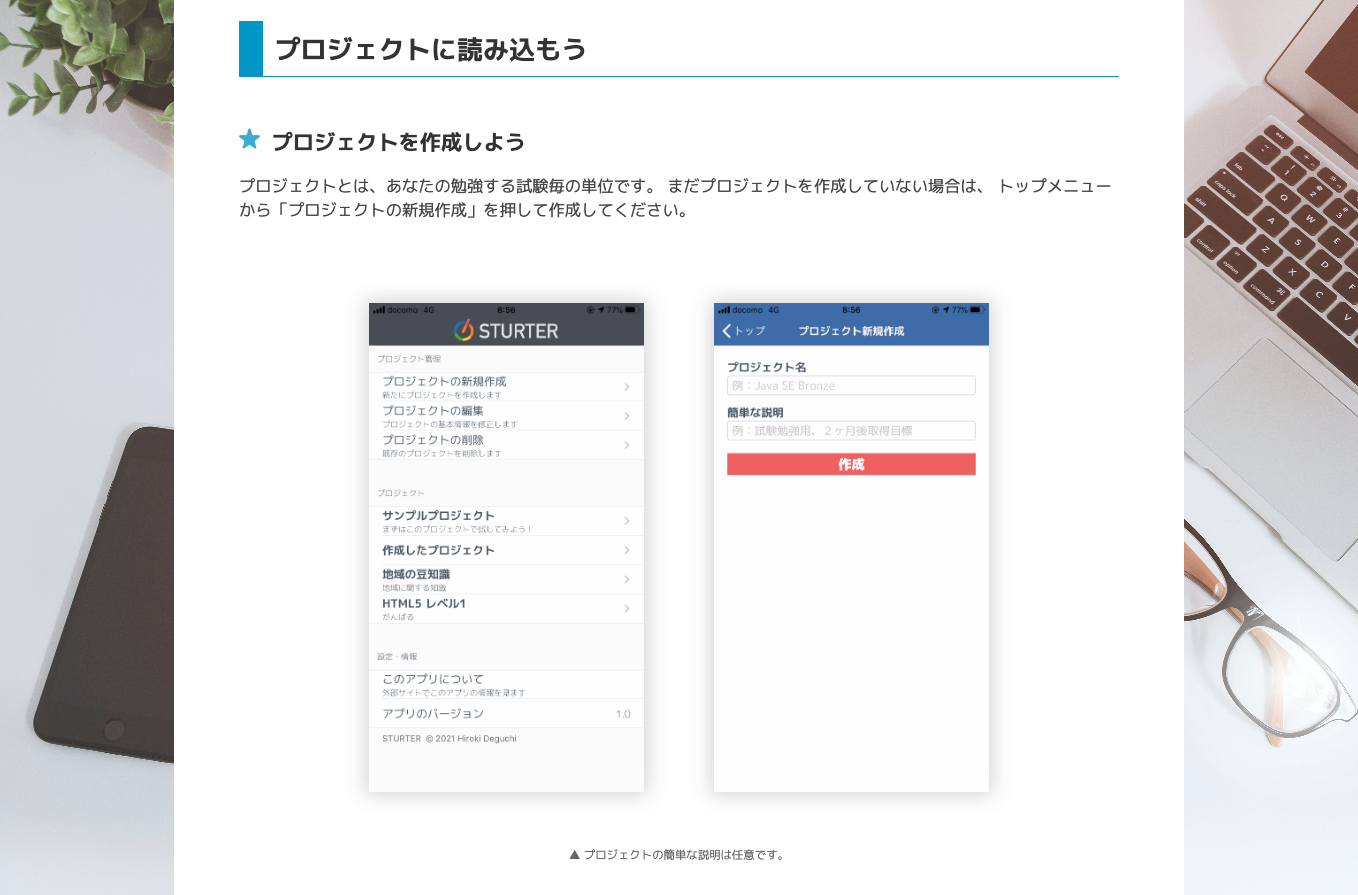 プロジェクトに読み込もう
プロジェクトを作成しよう
プロジェクトとは、あなたの勉強する試験毎の単位です。 まだプロジェクトを作成していない場合は、 トップメニュー
から「プロジェクトの新規作成」を押して作成してください。
docomo 4G 8:56 77%
STURTER
プロジェクト管理
プロジェクトの新規作成
新たにプロジェクトを作成します
プロジェクトの編集
プロジェクトの基本情報を修正します
プロジェクトの削除
既存のプロジェクトを削除します
プロジェクト
サンプルプロジェクト
まずはこのプロジェクトで試してみよう！
作成したプロジェクト
地域の豆知識
地域に関する知識
HTML5 レベル1
がんばる
設定・情報
このアプリについて
外部サイトでこのアプリの情報を見ます
アプリのバージョン 1.0
STURTER © 2021 Hiroki Deguchi
docomo 4G 8:56 77%
トップ プロジェクト新規作成
プロジェクト名
例：Java SE Bronze
簡単な説明
例：試験勉強用、２ヶ月後取得目標
作成
▲ プロジェクトの簡単な説明は任意です。